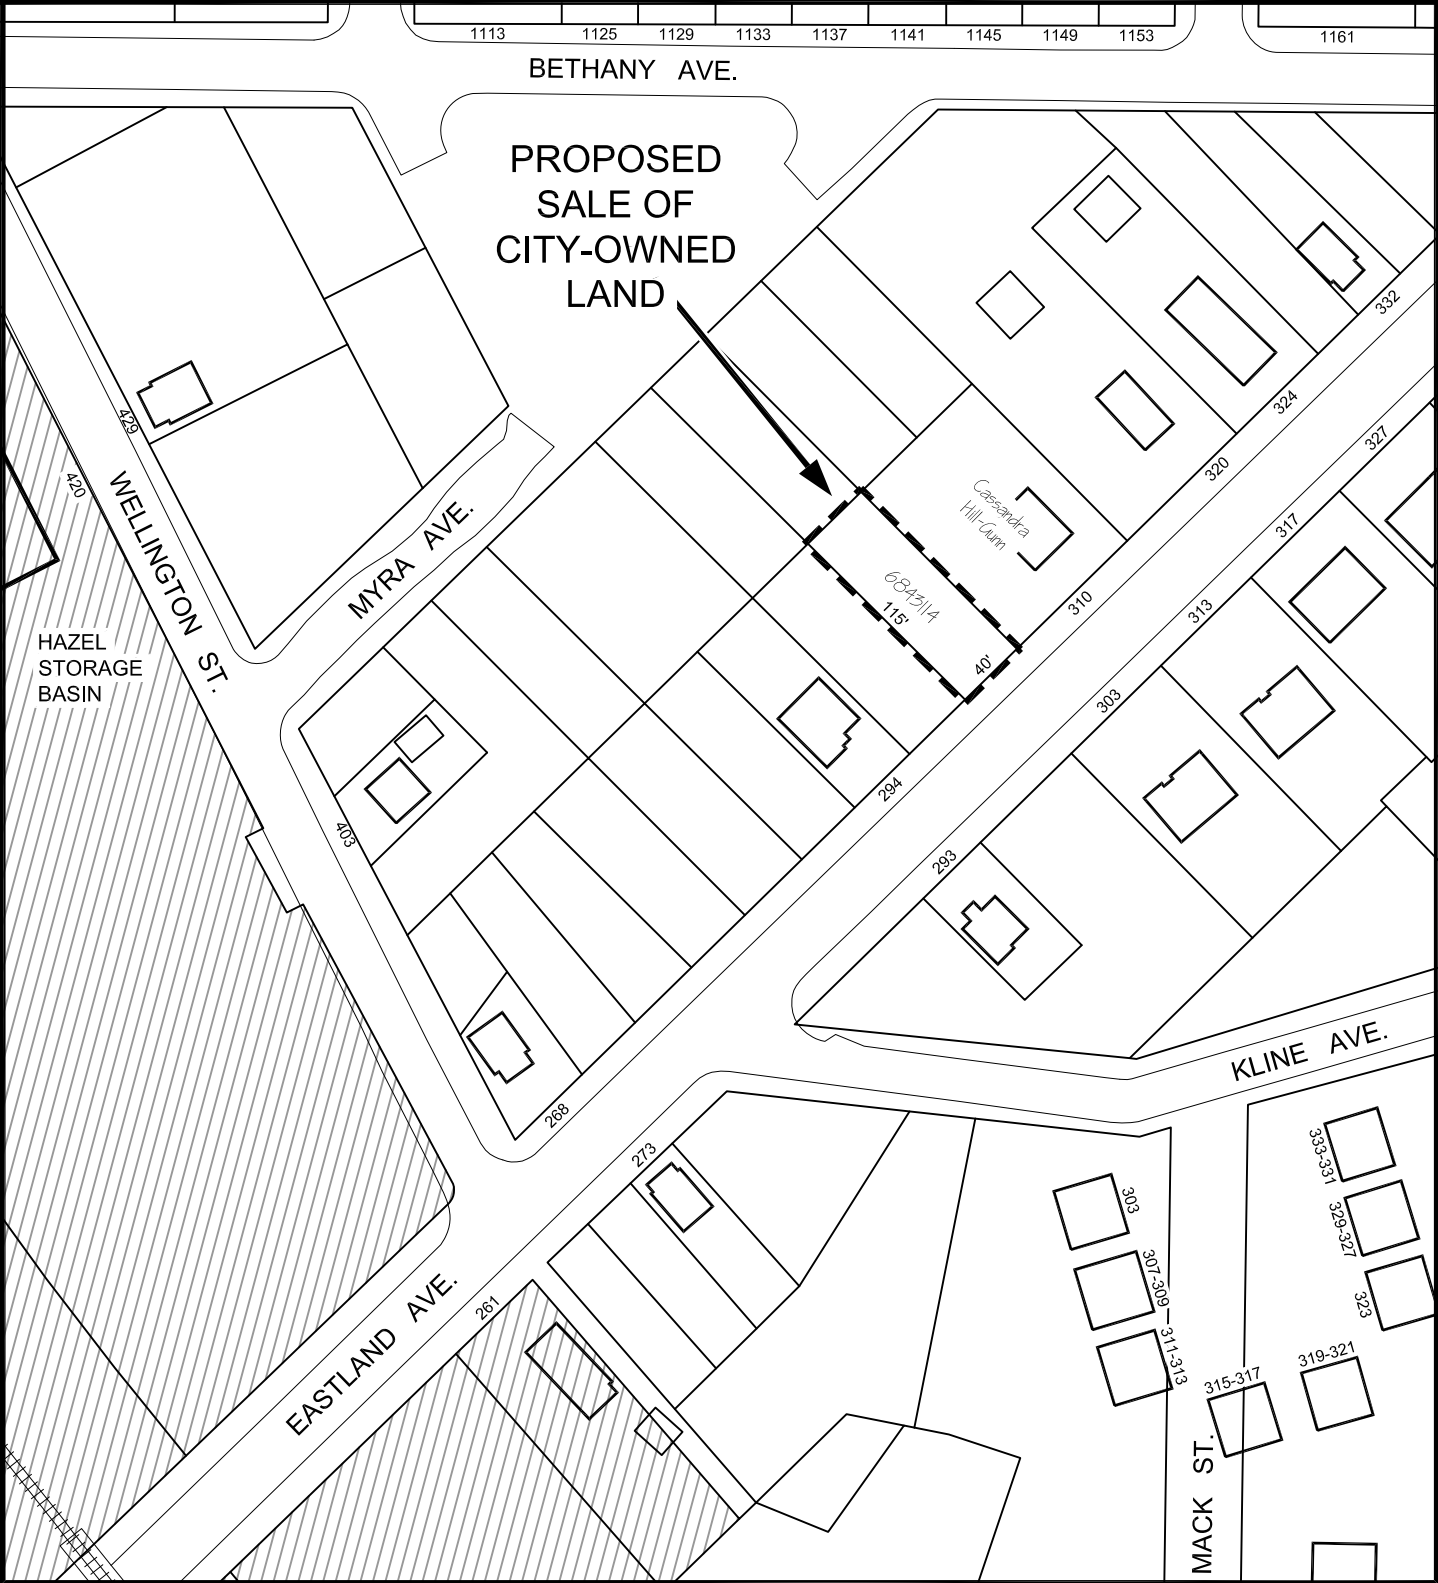 1113
1125
1129
1133
1137
1141
1145
1149
1153
1161
BETHANY AVE.
PROPOSED
SALE OF
CITY-OWNED
LAND
332
324
327
320
317
429
420
WELLINGTON ST.
MYRA AVE.
Cassandra
Hill-Gunn
6843114
115'
40'
310
313
303
HAZEL
STORAGE
BASIN
294
403
293
KLINE AVE.
268
273
261
EASTLAND AVE.
303
307-309
311-313
315-317
319-321
323
329-327
333-331
MACK ST.